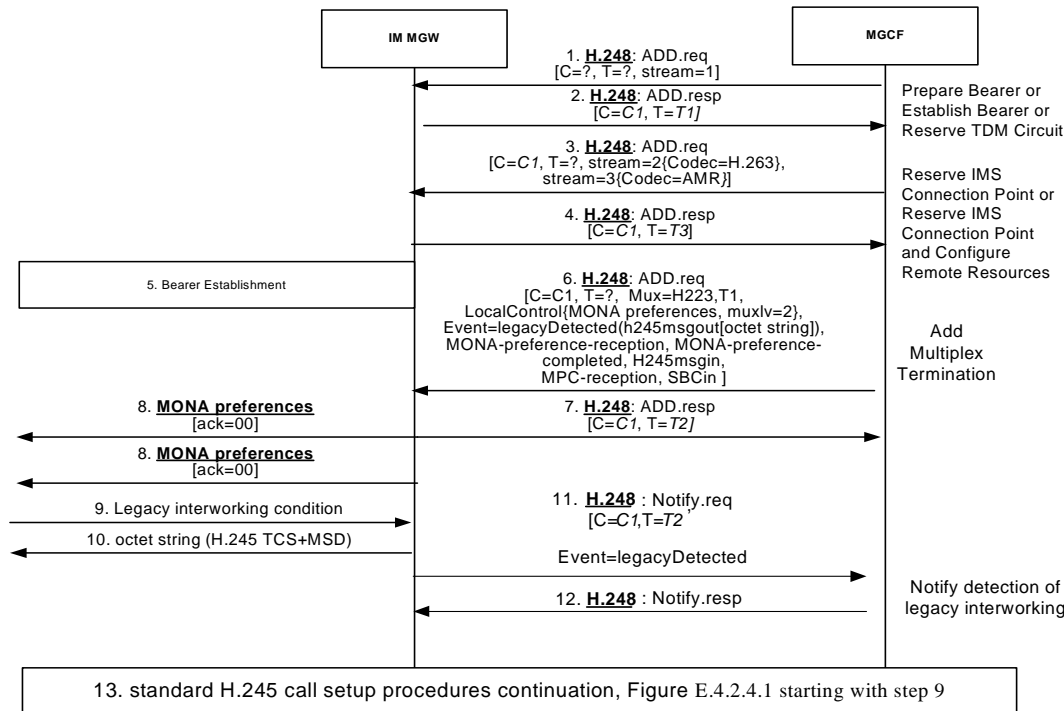 IM MGW
MGCF
1. H.248: ADD.req
[C=?, T=?, stream=1]
Prepare Bearer or
Establish Bearer or
Reserve TDM Circuit
2. H.248: ADD.resp
[C=C1, T=T1]
3. H.248: ADD.req
[C=C1, T=?, stream=2{Codec=H.263},
stream=3{Codec=AMR}]
Reserve IMS
Connection Point or
Reserve IMS
Connection Point
and Configure
Remote Resources
4. H.248: ADD.resp
[C=C1, T=T3]
5. Bearer Establishment
6. H.248: ADD.req
[C=C1, T=?, Mux=H223,T1,
LocalControl{MONA preferences, muxlv=2},
Event=legacyDetected(h245msgout[octet string]),
MONA-preference-reception, MONA-preference-
completed, H245msgin,
MPC-reception, SBCin ]
Add
Multiplex
Termination
8. MONA preferences
[ack=00]
7. H.248: ADD.resp
[C=C1, T=T2]
8. MONA preferences
[ack=00]
9. Legacy interworking condition
10. octet string (H.245 TCS+MSD)
11. H.248 : Notify.req
[C=C1,T=T2 ,
Event=legacyDetected
12. H.248 : Notify.resp
Notify detection of
legacy interworking
13. standard H.245 call setup procedures continuation, Figure E.4.2.4.1 starting with step 9